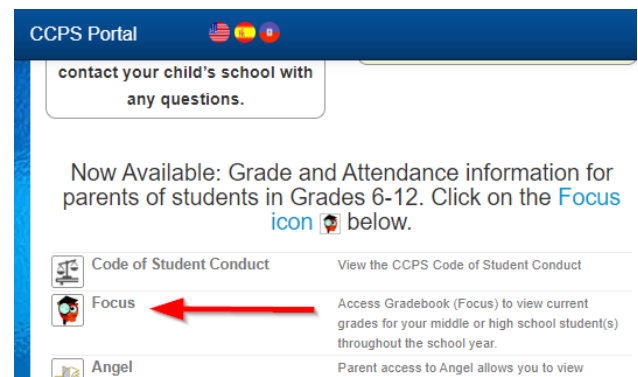 CCPS Portal
contact your child's school with
any questions.
Now Available: Grade and Attendance information for
parents of students in Grades 6-12. Click on the Focus
icon below.
Code of Student Conduct
View the CCPS Code of Student Conduct
Focus
Access Gradebook (Focus) to view current
grades for your middle or high school student(s)
throughout the school year.
Angel
Parent access to Angel allows you to view